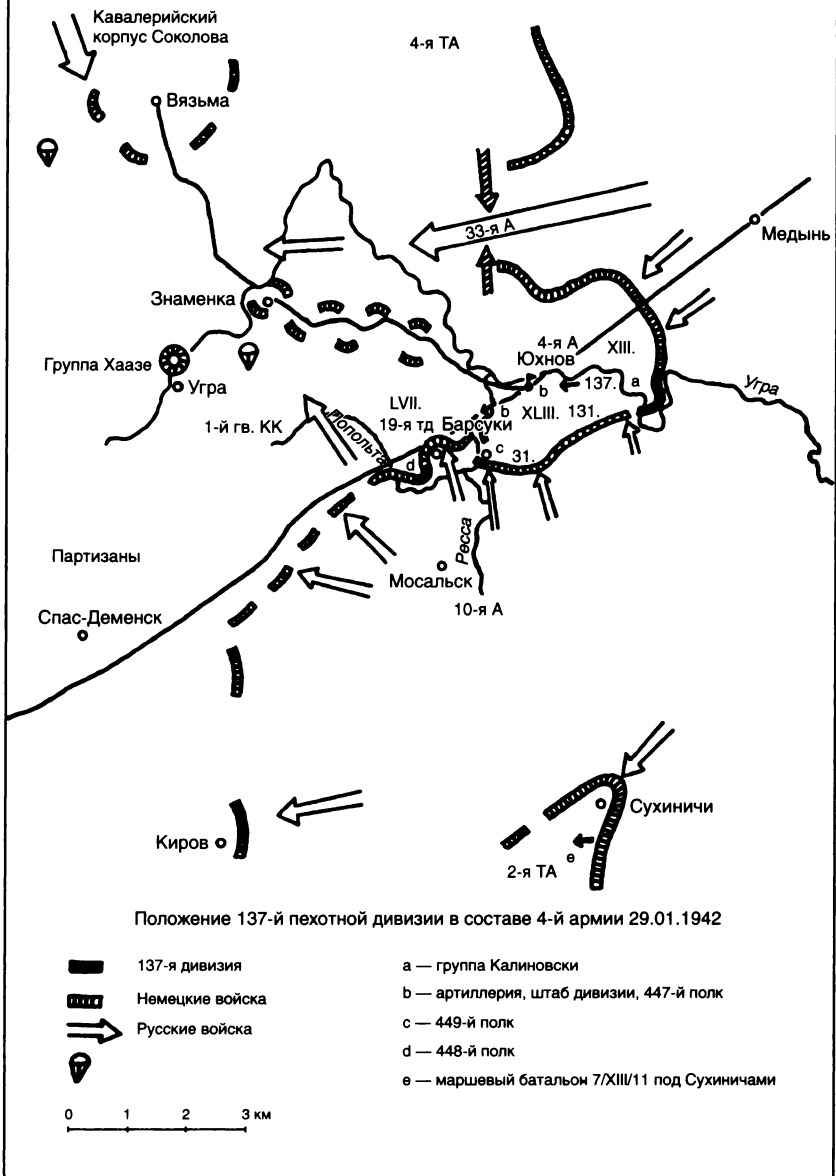 Кавалерийский
корпус Соколова
4-я ТА
Вязьма
33-я А
Медынь
Знаменка
4-я А
Юхнов
XIII.
Группа Хаазе
Угра
b
137.
a
Угра
LVII.
b
XLIII.
131.
1-й гв. КК
19-я тд
Барсуки
Рополъта
d
c
31.
Ресса
Партизаны
Мосальск
10-я А
Спас-Деменск
Сухиничи
Киров
e
2-я ТА
Положение 137-й пехотной дивизии в составе 4-й армии 29.01.1942
137-я дивизия
Немецкие войска
Русские войска
a — группа Калиновски
b — артиллерия, штаб дивизии, 447-й полк
c — 449-й полк
d — 448-й полк
e — маршевый батальон 7/XIII/11 под Сухиничами
0 1 2 3 км